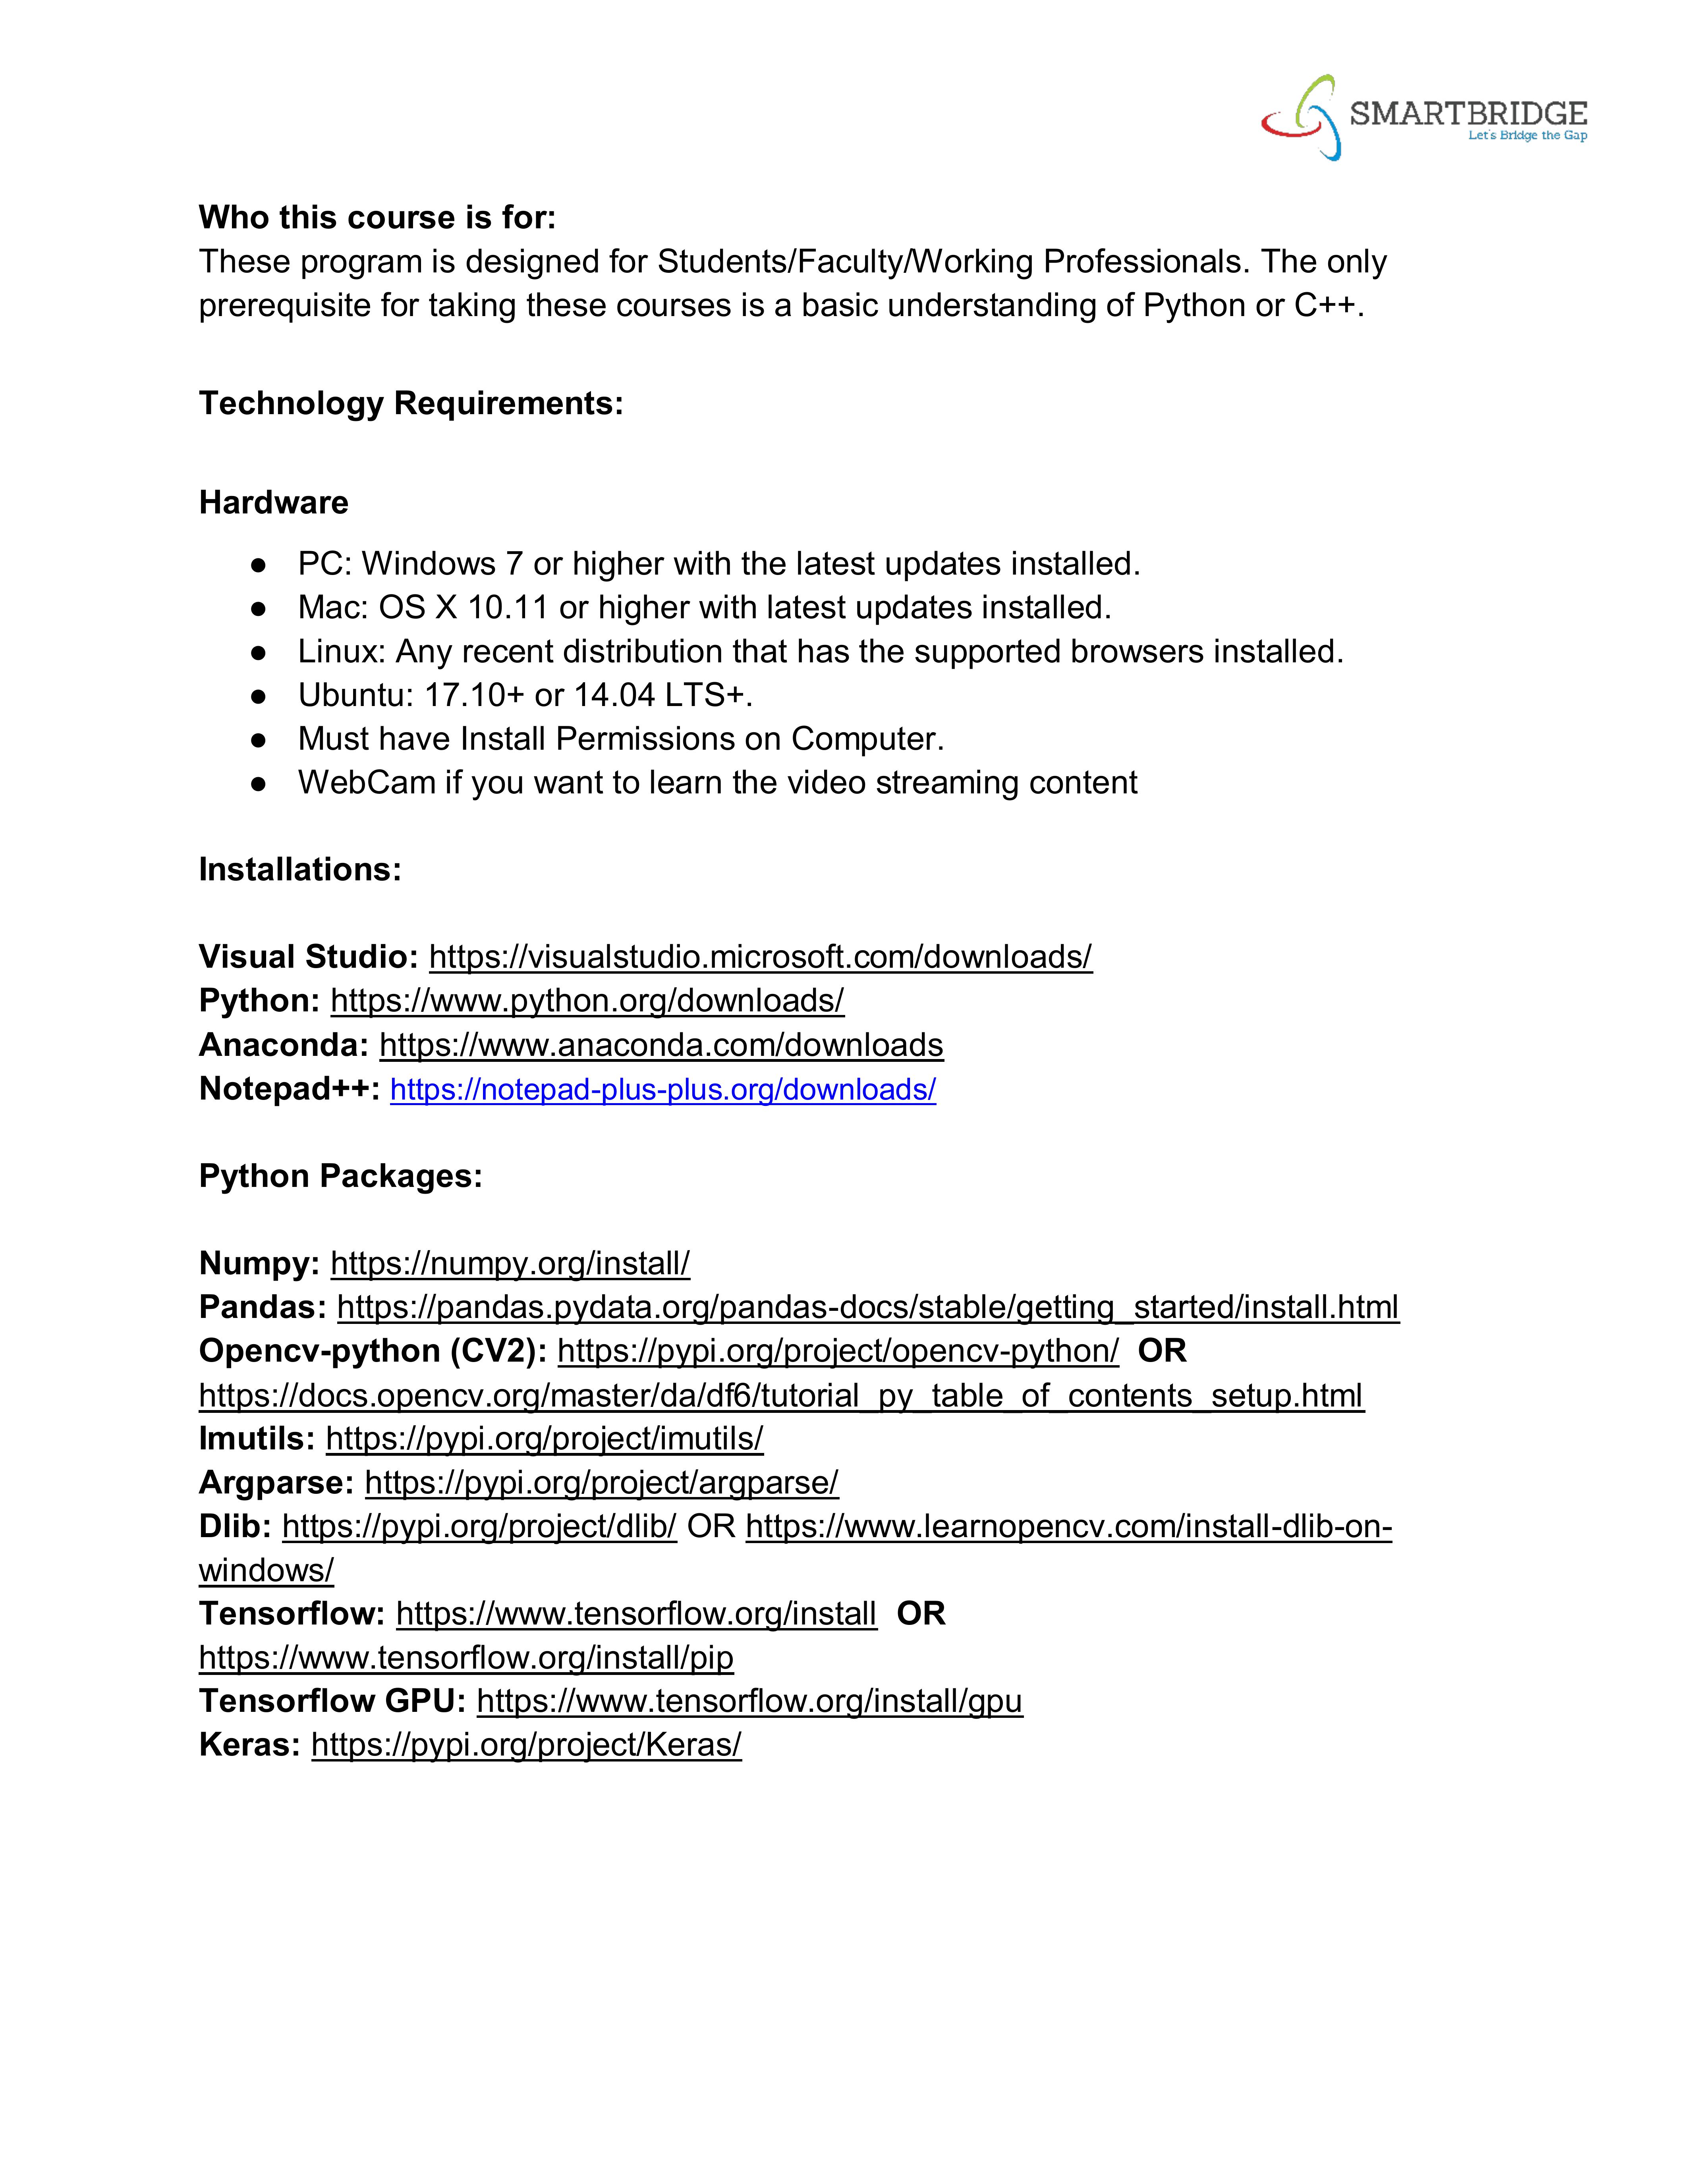 SMARTBRIDGE
Let's Bridge the Gap
Who this course is for:
These program is designed for Students/Faculty/Working Professionals. The only
prerequisite for taking these courses is a basic understanding of Python or C++.
Technology Requirements:
Hardware
● PC: Windows 7 or higher with the latest updates installed.
● Mac: OS X 10.11 or higher with latest updates installed.
● Linux: Any recent distribution that has the supported browsers installed.
● Ubuntu: 17.10+ or 14.04 LTS+.
● Must have Install Permissions on Computer.
● WebCam if you want to learn the video streaming content
Installations:
Visual Studio: https://visualstudio.microsoft.com/downloads/
Python: https://www.python.org/downloads/
Anaconda: https://www.anaconda.com/downloads
Notepad++: https://notepad-plus-plus.org/downloads/
Python Packages:
Numpy: https://numpy.org/install/
Pandas: https://pandas.pydata.org/pandas-docs/stable/getting_started/install.html
Opencv-python (CV2): https://pypi.org/project/opencv-python/ OR
https://docs.opencv.org/master/da/df6/tutorial_py_table_of_contents_setup.html
Imutils: https://pypi.org/project/imutils/
Argparse: https://pypi.org/project/argparse/
Dlib: https://pypi.org/project/dlib/ OR https://www.learnopencv.com/install-dlib-on-
windows/
Tensorflow: https://www.tensorflow.org/install OR
https://www.tensorflow.org/install/pip
Tensorflow GPU: https://www.tensorflow.org/install/gpu
Keras: https://pypi.org/project/Keras/